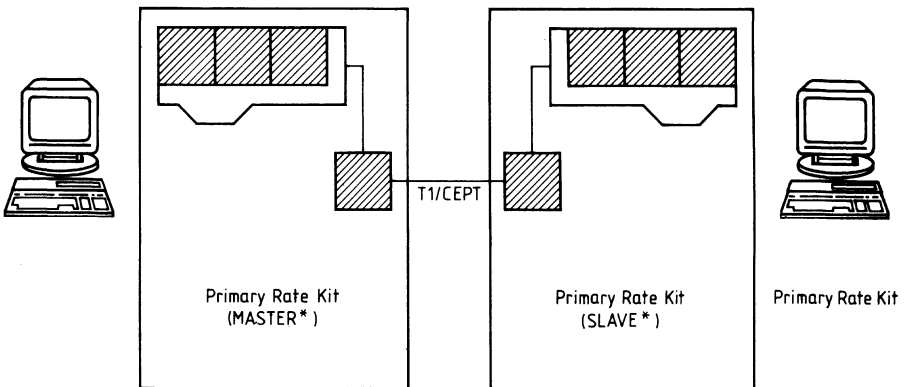 T1/CEPT
Primary Rate Kit
(MASTER*)
Primary Rate Kit
(SLAVE*)
Primary Rate Kit